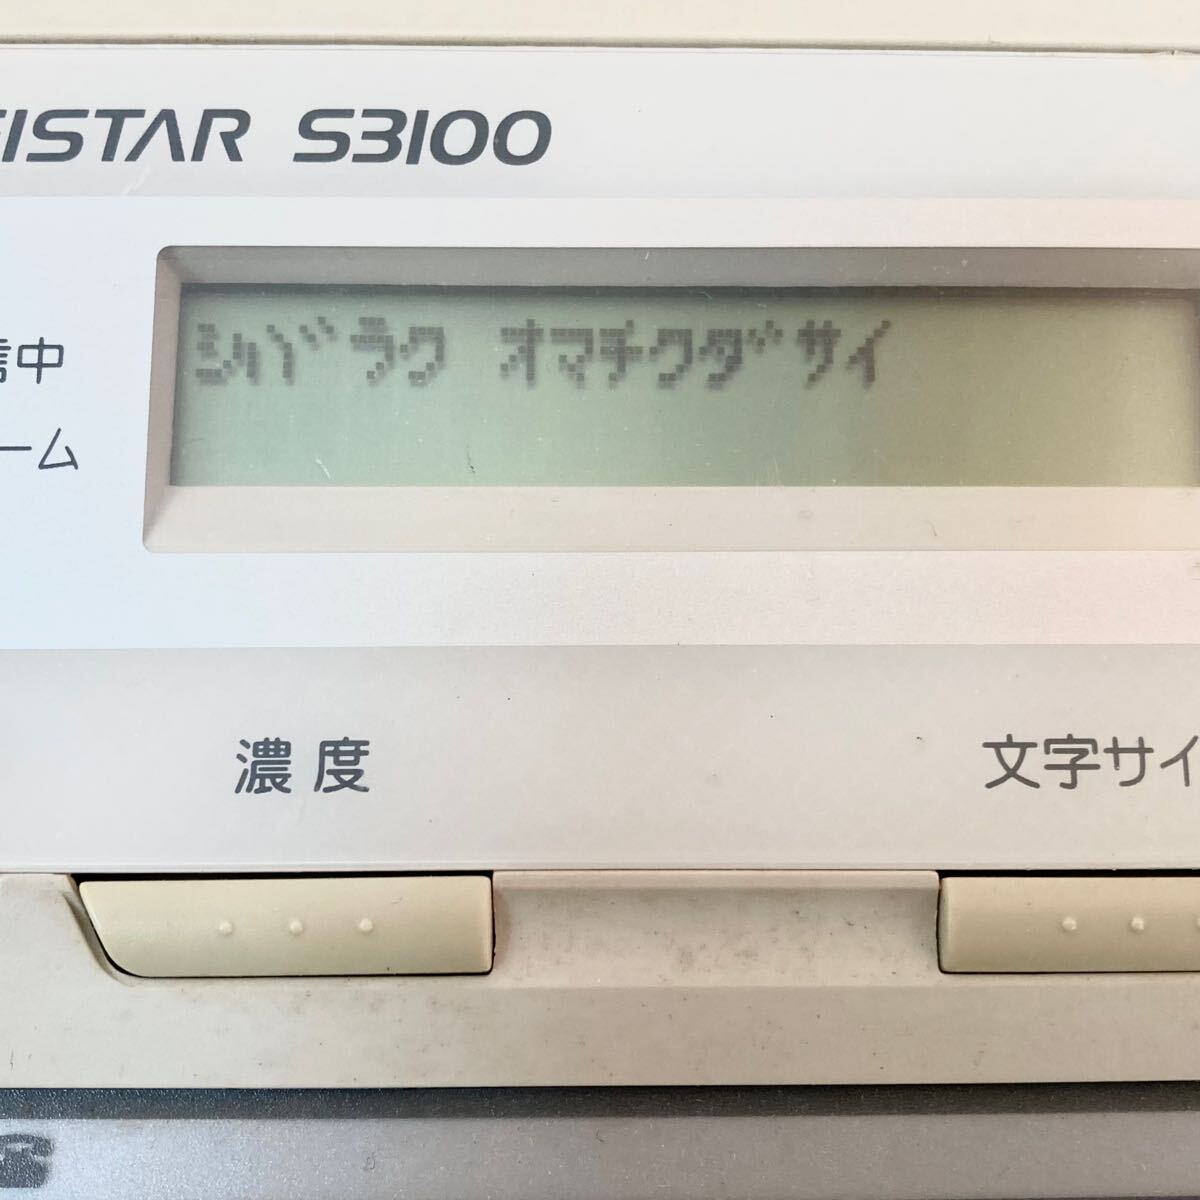 ISTAR S3100
シバラク オマチクダサイ
信中
ーム
濃度
文字サイ